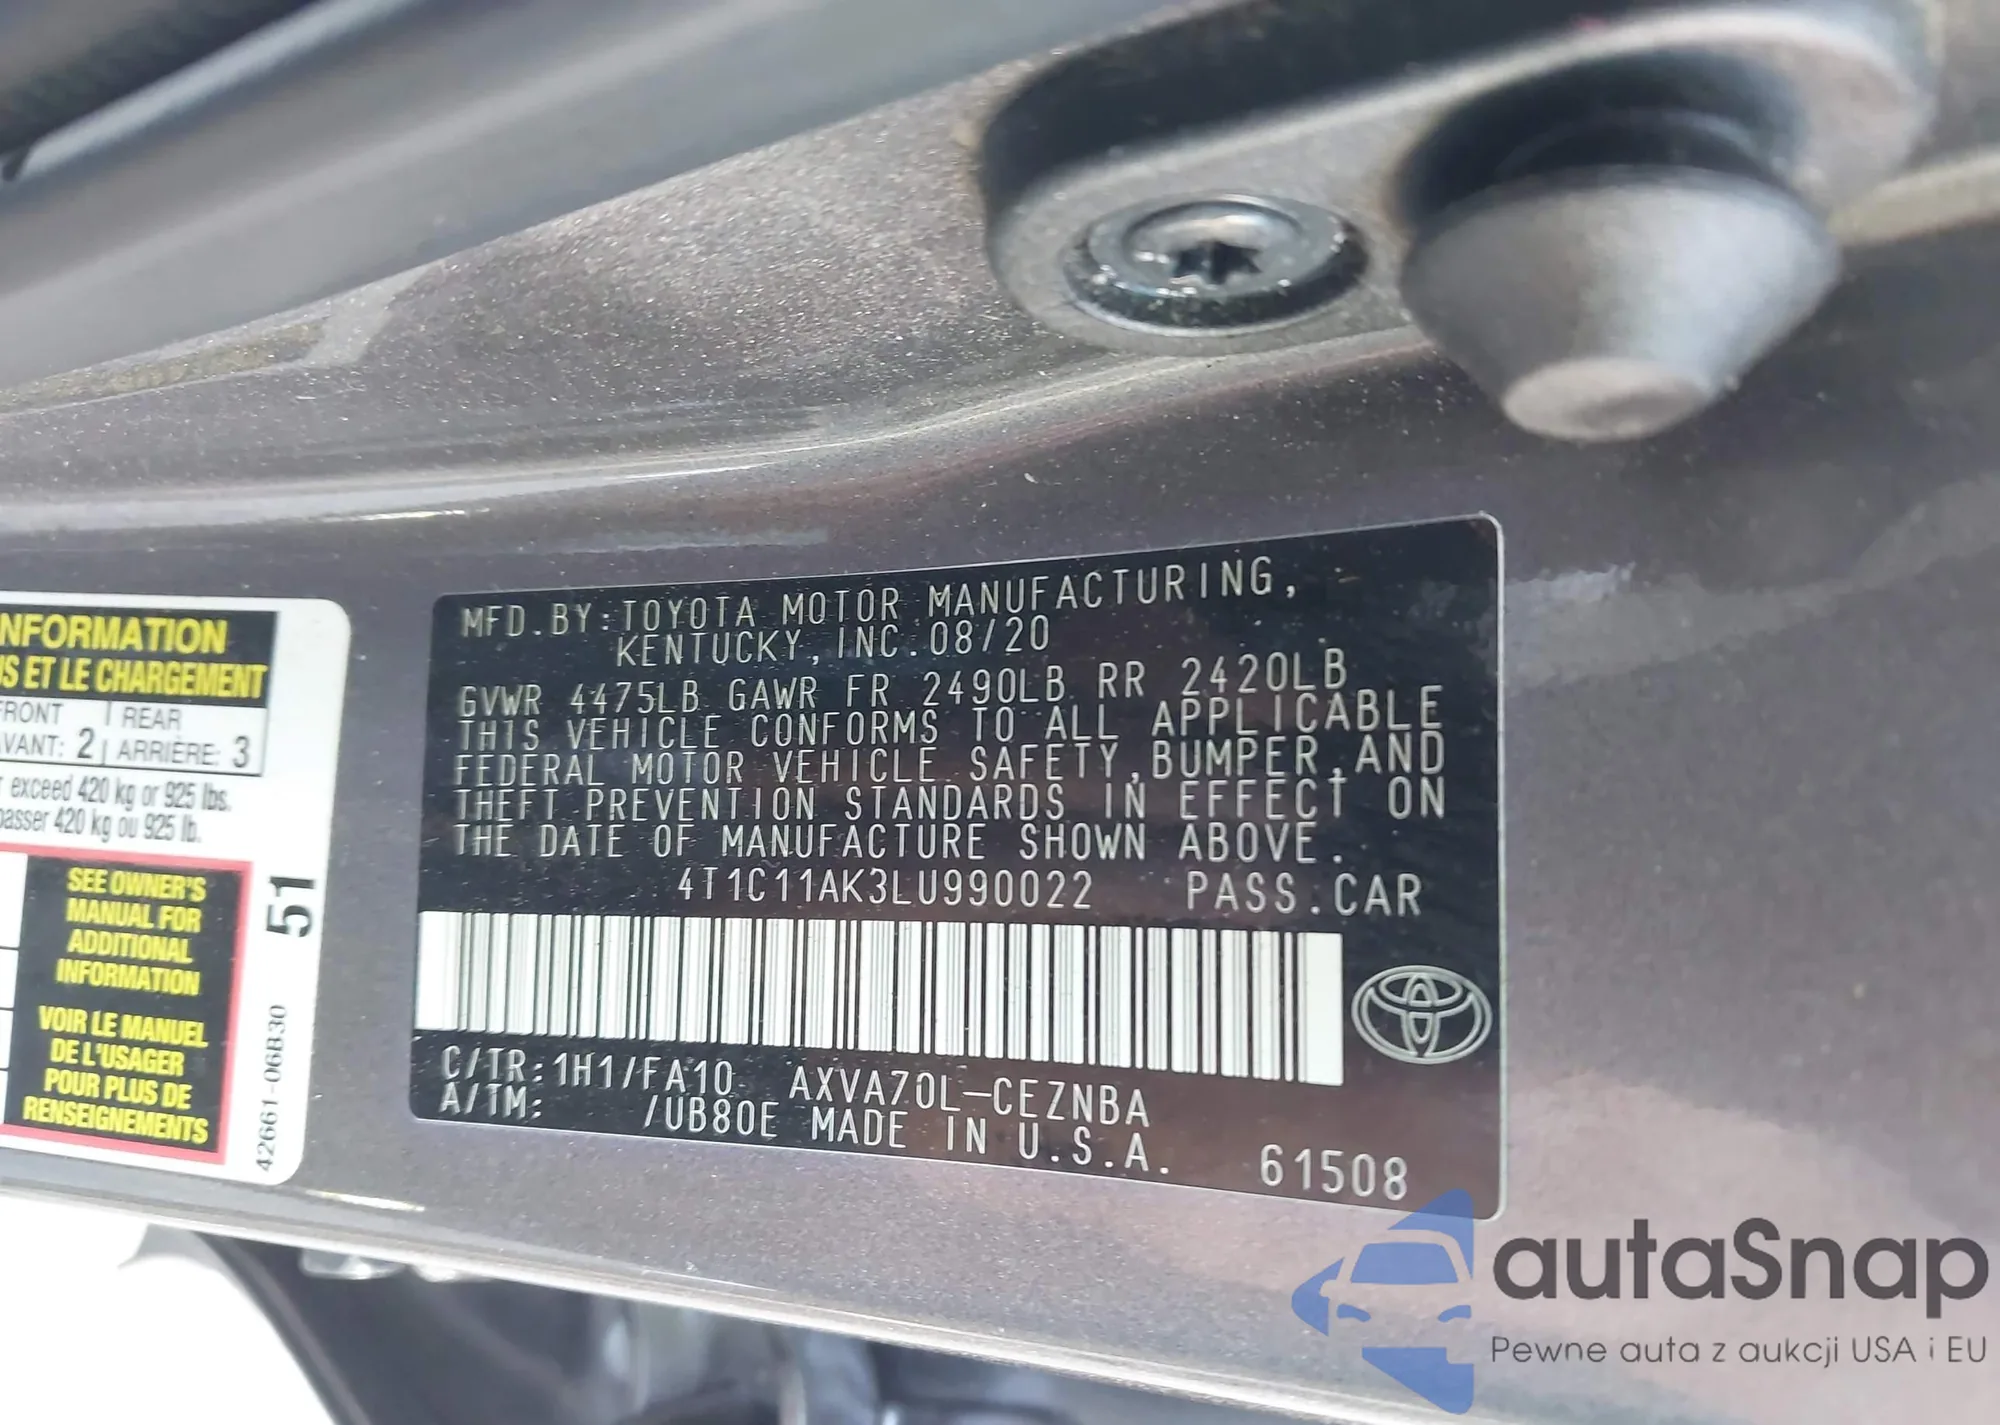 NFORMATION
US ET LE CHARGEMENT
FRONT REAR
AVANT: 2 ARRIÈRE: 3
exceed 420 kg or 925 lbs.
passer 420 kg ou 925 lb.
SEE OWNER'S
MANUAL FOR
ADDITIONAL
INFORMATION
VOIR LE MANUEL
DE L'USAGER
POUR PLUS DE
RENSEIGNEMENTS
51
42661-06B30
MFD.BY:TOYOTA MOTOR MANUFACTURING,
KENTUCKY, INC. 08/20
GVWR 4475LB GAWR FR 2490LB RR 2420LB
THIS VEHICLE CONFORMS TO ALL APPLICABLE
FEDERAL MOTOR VEHICLE SAFETY,BUMPER,AND
THEFT PREVENTION STANDARDS IN EFFECT ON
THE DATE OF MANUFACTURE SHOWN ABOVE.
4T1C11AK3LU990022 PASS.CAR
C/TR:1H1/FA10 AXVA70L-CEZNBA
A/TM: /UB80E MADE IN U.S.A.
61508
autaSnap
Pewne auta z aukcji USA i EU